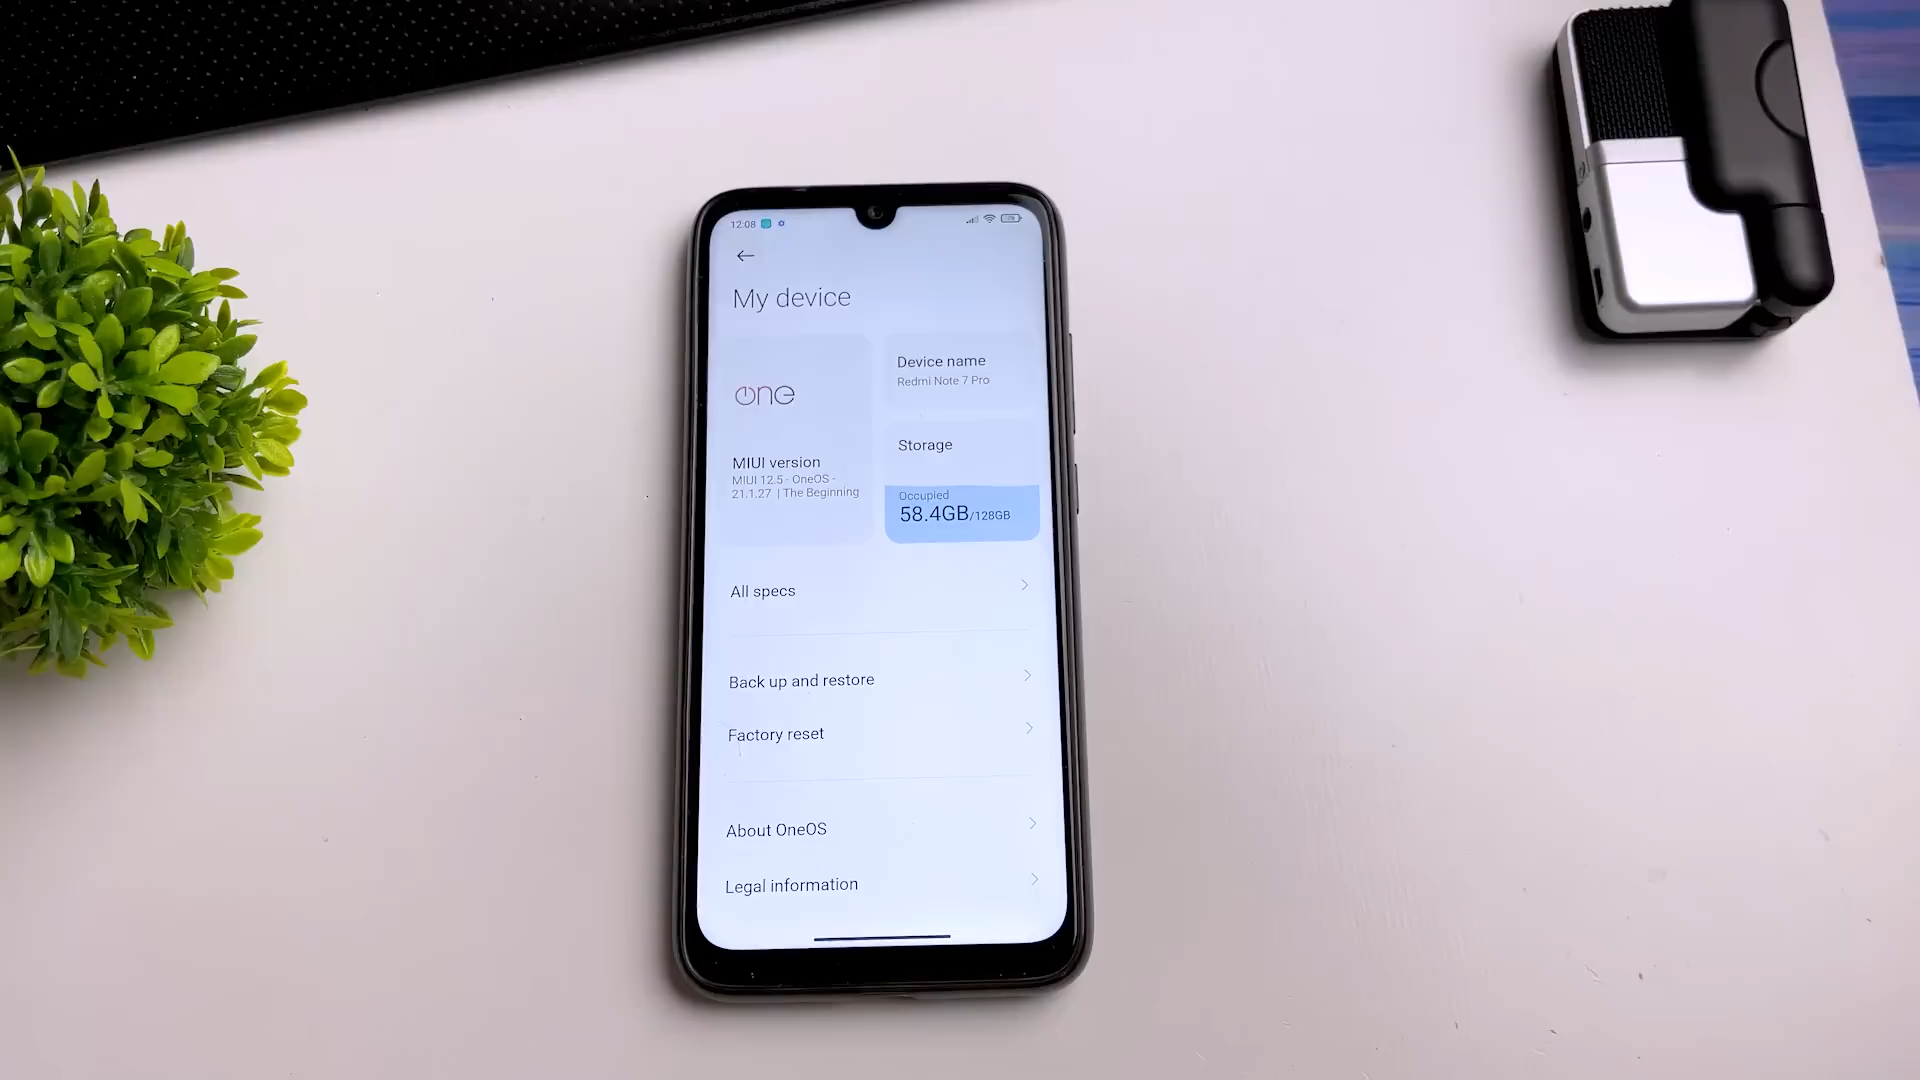 12:08
My device
one
MIUI version
MIUI 12.5 - OneOS -
21.1.27 | The Beginning
Device name
Redmi Note 7 Pro
Storage
Occupied
58.4GB/128GB
All specs
Back up and restore
Factory reset
About OneOS
Legal information